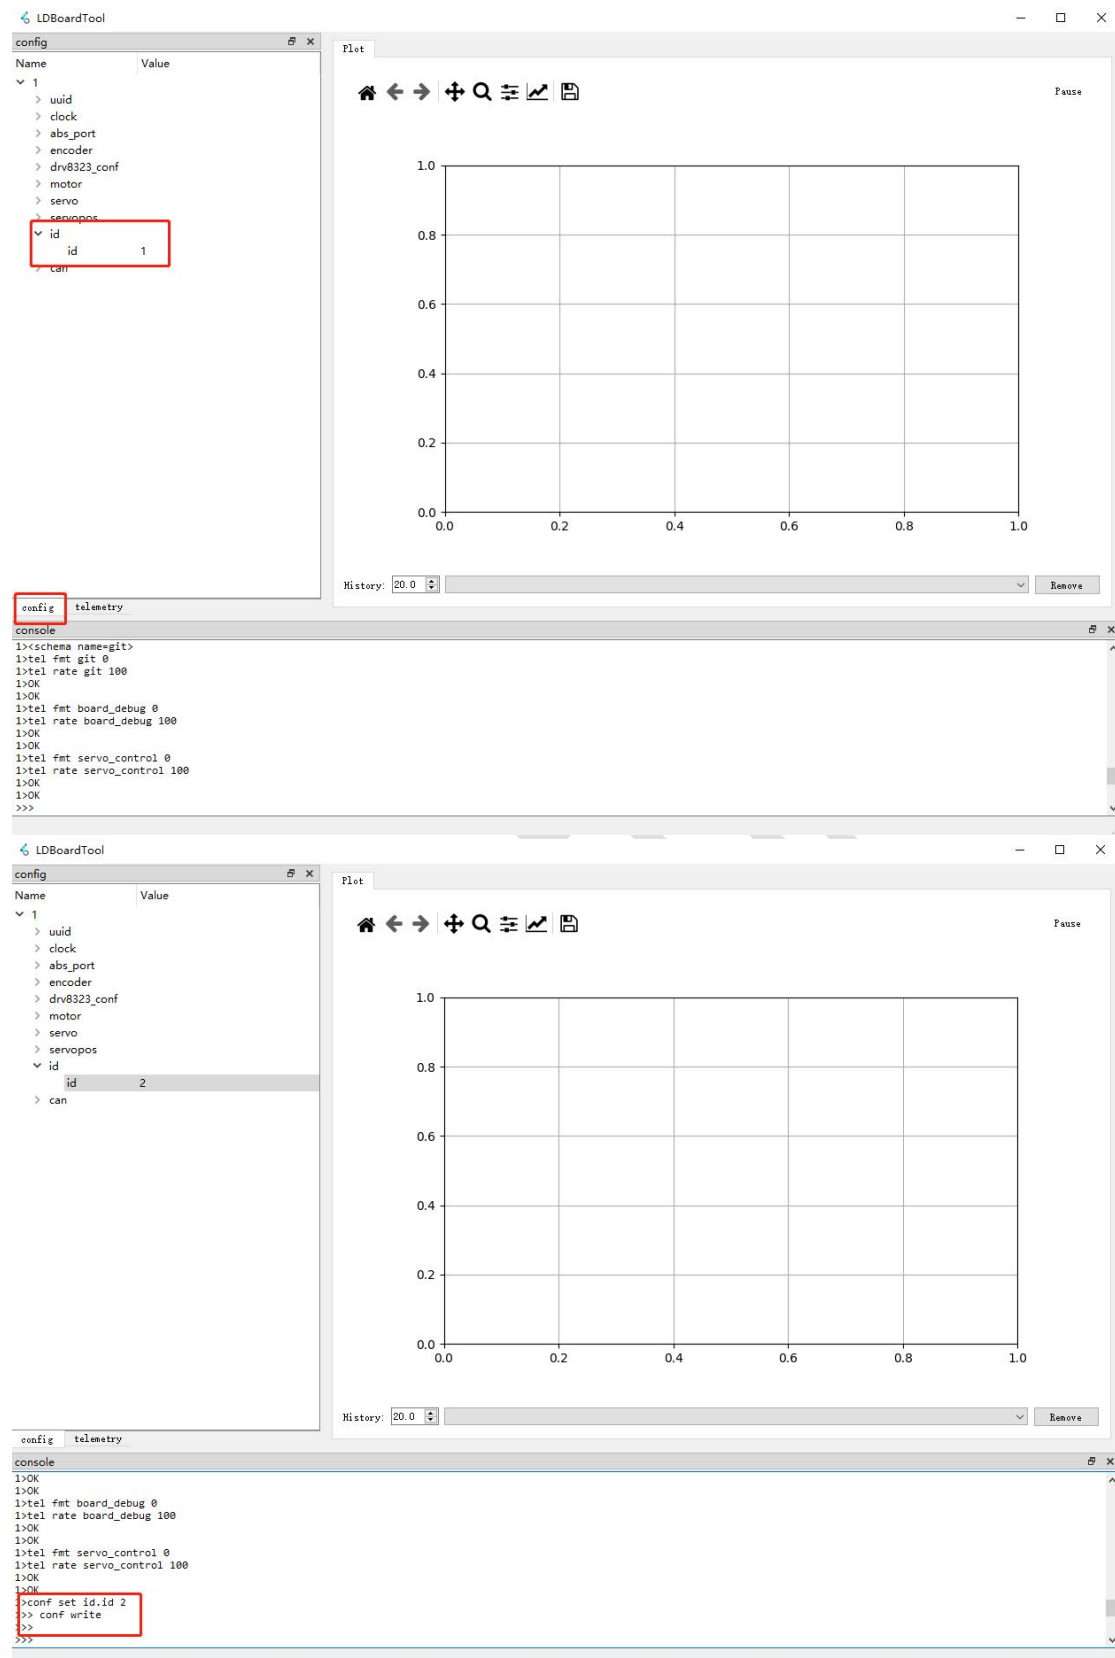 LDBoardTool
config
Name Value
1
uuid
clock
abs_port
encoder
drv8323_conf
motor
servo
servopos
id
id 1
can
config telemetry
Plot
Pause
1.0
0.8
0.6
0.4
0.2
0.0
0.0 0.2 0.4 0.6 0.8 1.0
History: 20.0 Remove
console
1><schema name=git>
1>tel fmt git 0
1>tel rate git 100
1>OK
1>OK
1>tel fmt board_debug 0
1>tel rate board_debug 100
1>OK
1>OK
1>tel fmt servo_control 0
1>tel rate servo_control 100
1>OK
1>OK
>>>
LDBoardTool
config
Name Value
1
uuid
clock
abs_port
encoder
drv8323_conf
motor
servo
servopos
id
id 2
can
config telemetry
Plot
Pause
1.0
0.8
0.6
0.4
0.2
0.0
0.0 0.2 0.4 0.6 0.8 1.0
History: 20.0 Remove
console
1>OK
1>OK
1>tel fmt board_debug 0
1>tel rate board_debug 100
1>OK
1>OK
1>tel fmt servo_control 0
1>tel rate servo_control 100
1>OK
1>OK
1>conf set id.id 2
>>> conf write
>>>
>>>